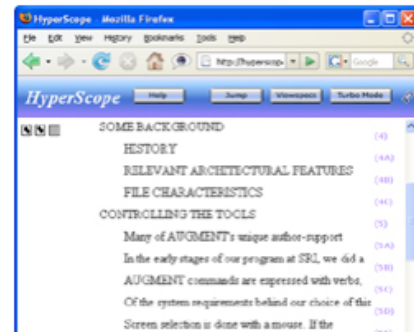 HyperScope - Mozilla Firefox
File Edit View History Bookmarks Tools Help
http://hyperscope Google
HyperScope Help Jump Viewspecs Turbo Mode
SOME BACKGROUND (4)
HISTORY (4A)
RELEVANT ARCHITECTURAL FEATURES (4B)
FILE CHARACTERISTICS (4C)
CONTROLLING THE TOOLS (5)
Many of AUGMENT's unique author-support (5A)
In the early stages of our program at SRI, we did a (5B)
AUGMENT commands are expressed with verbs, (5C)
Of the system requirements behind our choice of this (5D)
Screen selection is done with a mouse. If the